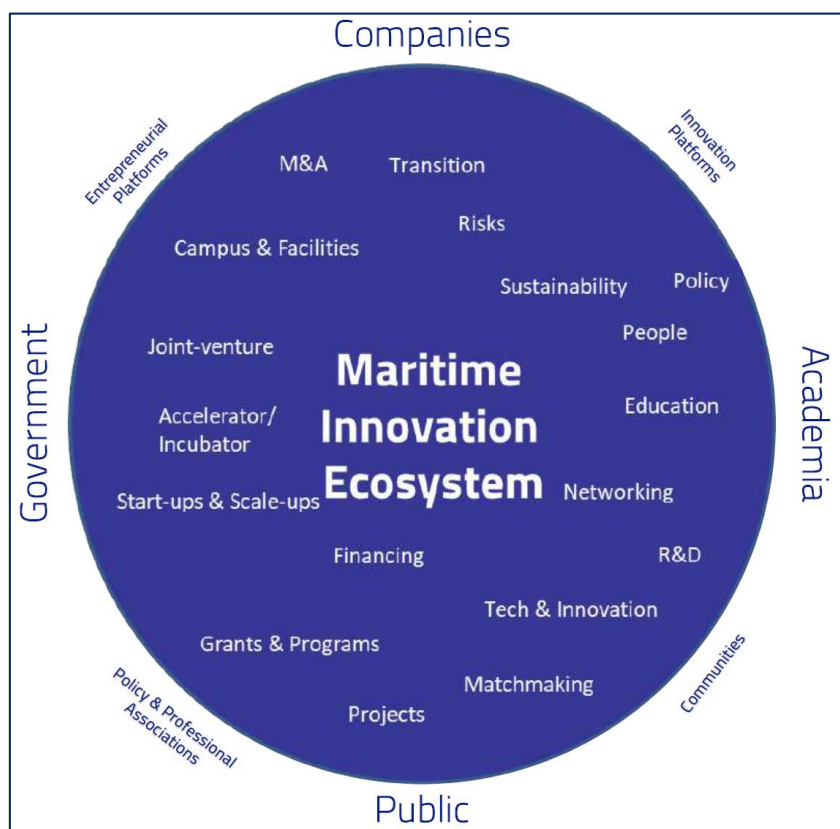 Companies
Entrepreneurial
Platforms
Innovation
Platforms
M&A
Transition
Risks
Campus & Facilities
Sustainability
Policy
People
Joint-venture
Government
Academia
Maritime
Innovation
Ecosystem
Accelerator/
Incubator
Education
Start-ups & Scale-ups
Networking
Financing
R&D
Tech & Innovation
Grants & Programs
Matchmaking
Projects
Policy & Professional
Associations
Communities
Public